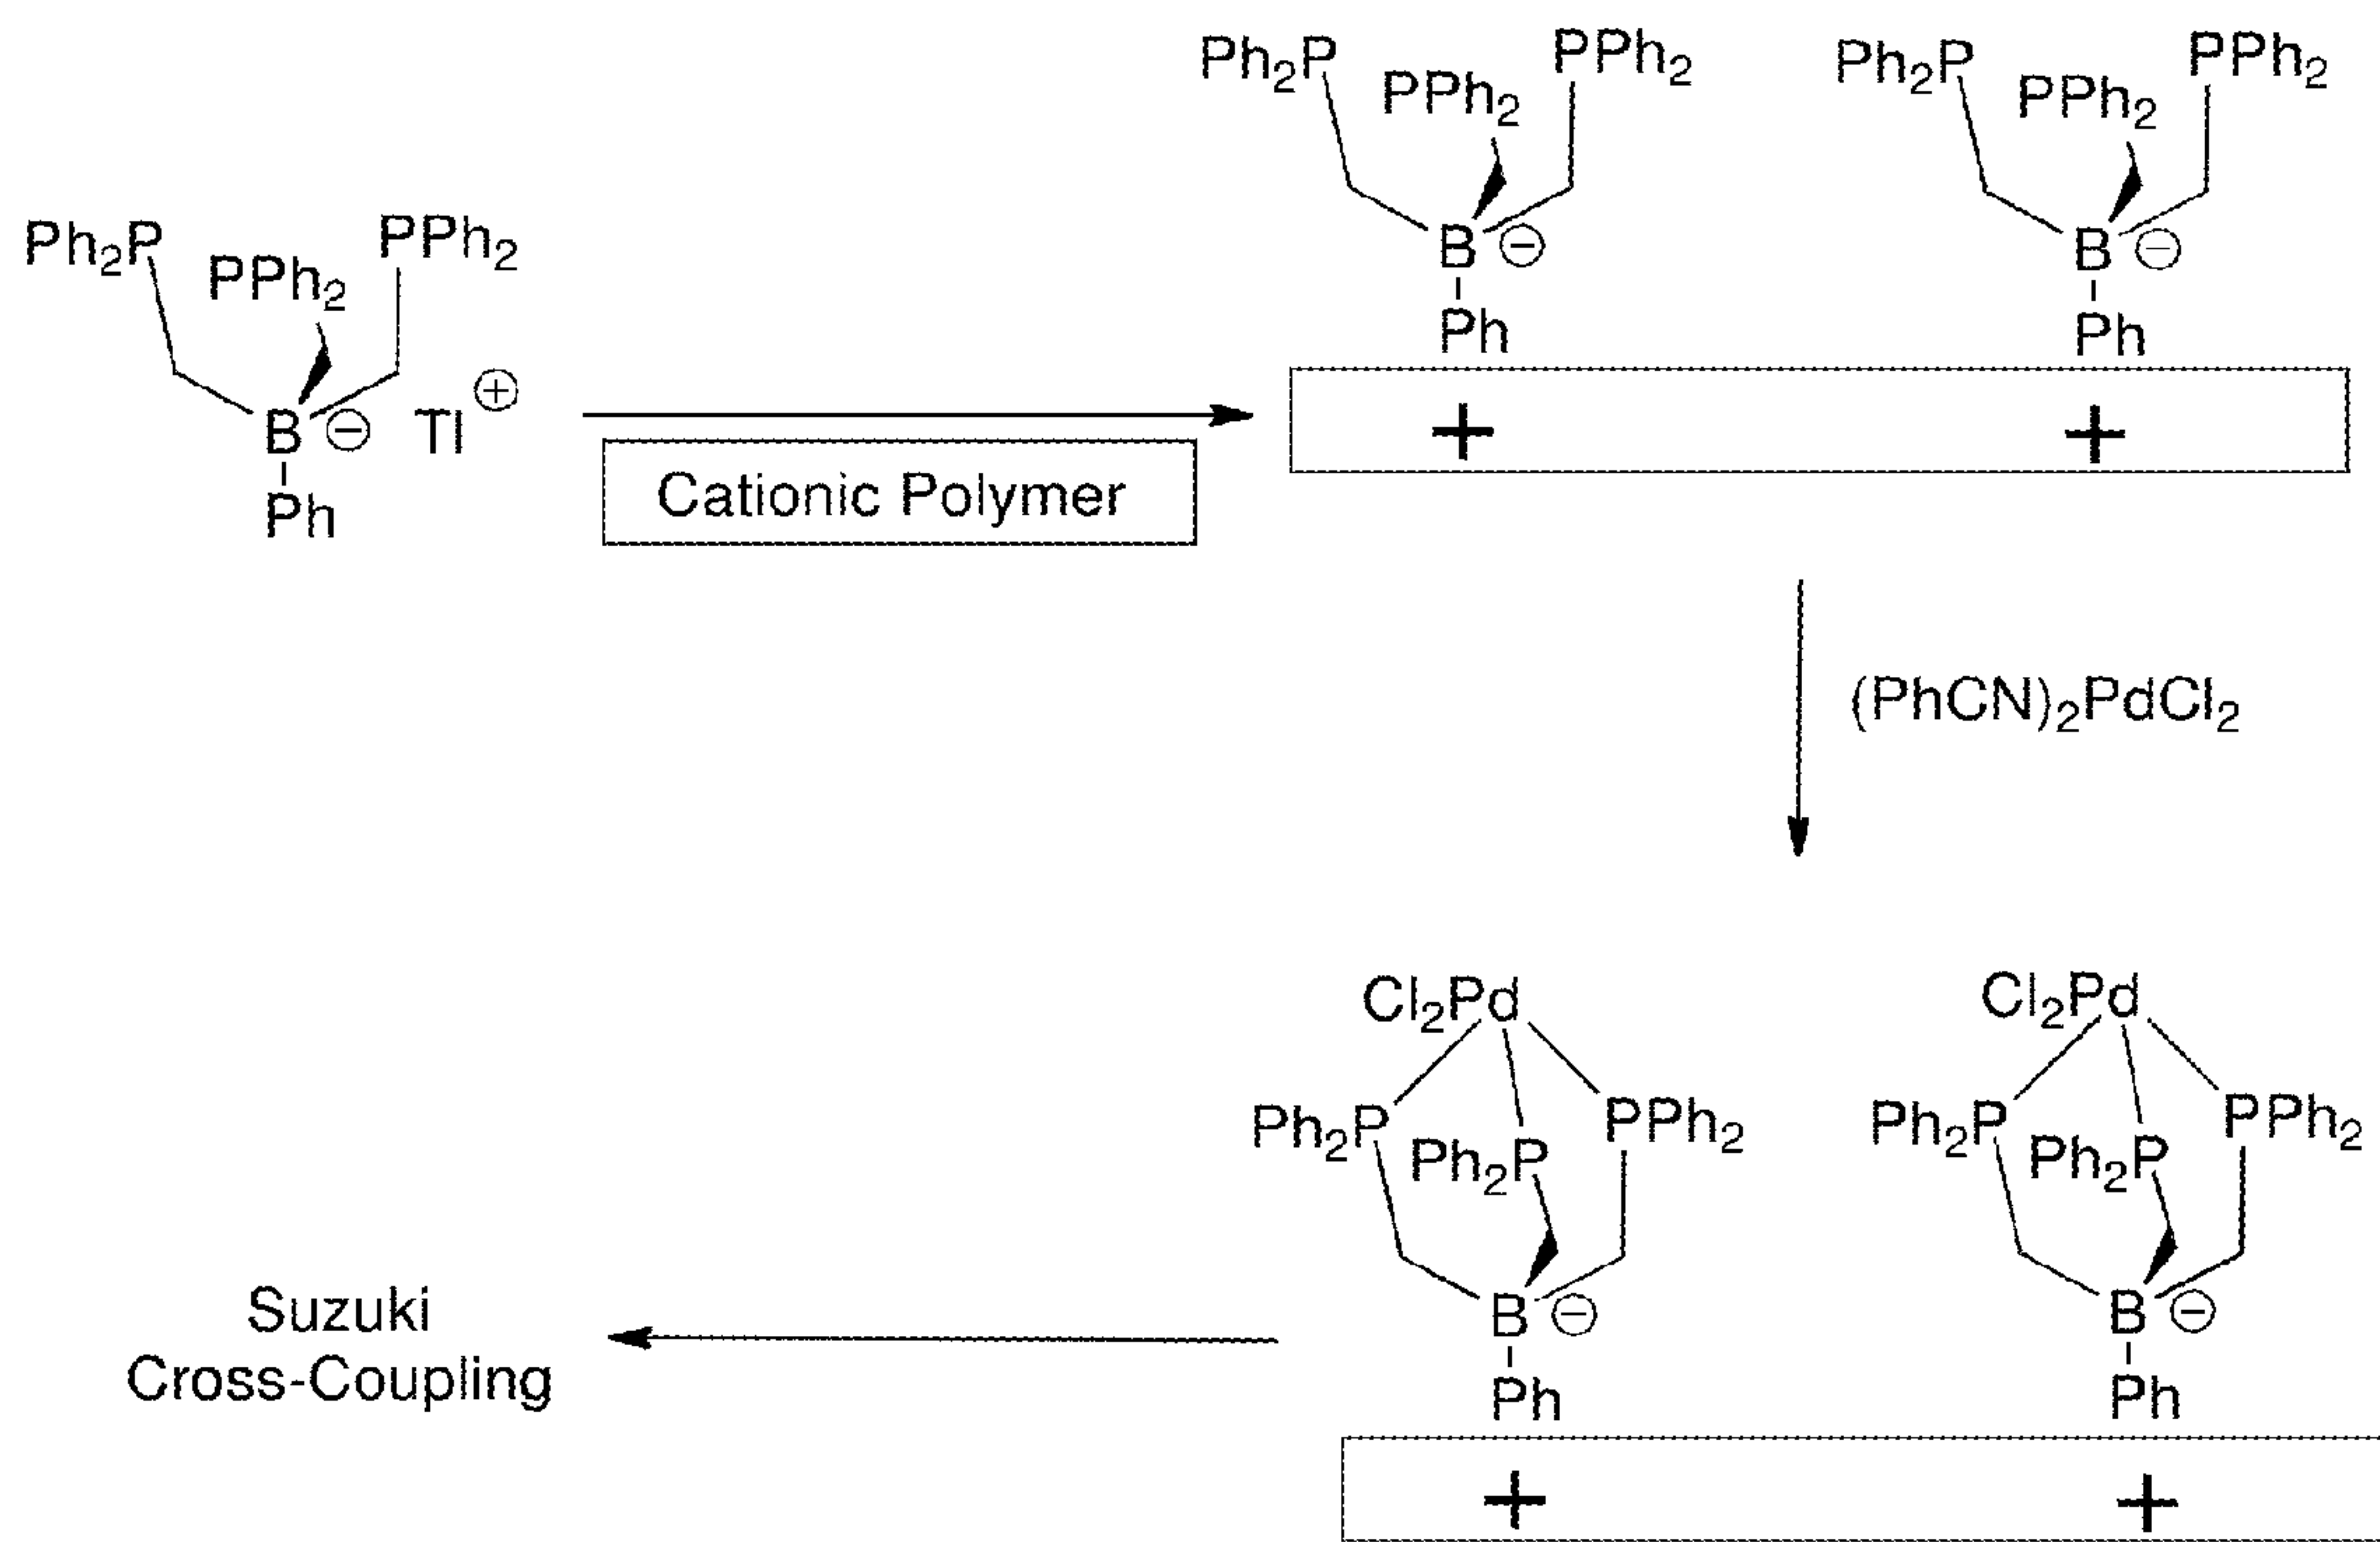 Ph₂P PPh₂ PPh₂
B⊖ Tl⊕
Ph
Cationic Polymer
Ph₂P PPh₂ PPh₂
B⊖
Ph
+
Ph₂P PPh₂ PPh₂
B⊖
Ph
+
(PhCN)₂PdCl₂
Cl₂Pd
Ph₂P Ph₂P PPh₂
B⊖
Ph
+
Cl₂Pd
Ph₂P Ph₂P PPh₂
B⊖
Ph
+
Suzuki
Cross-Coupling